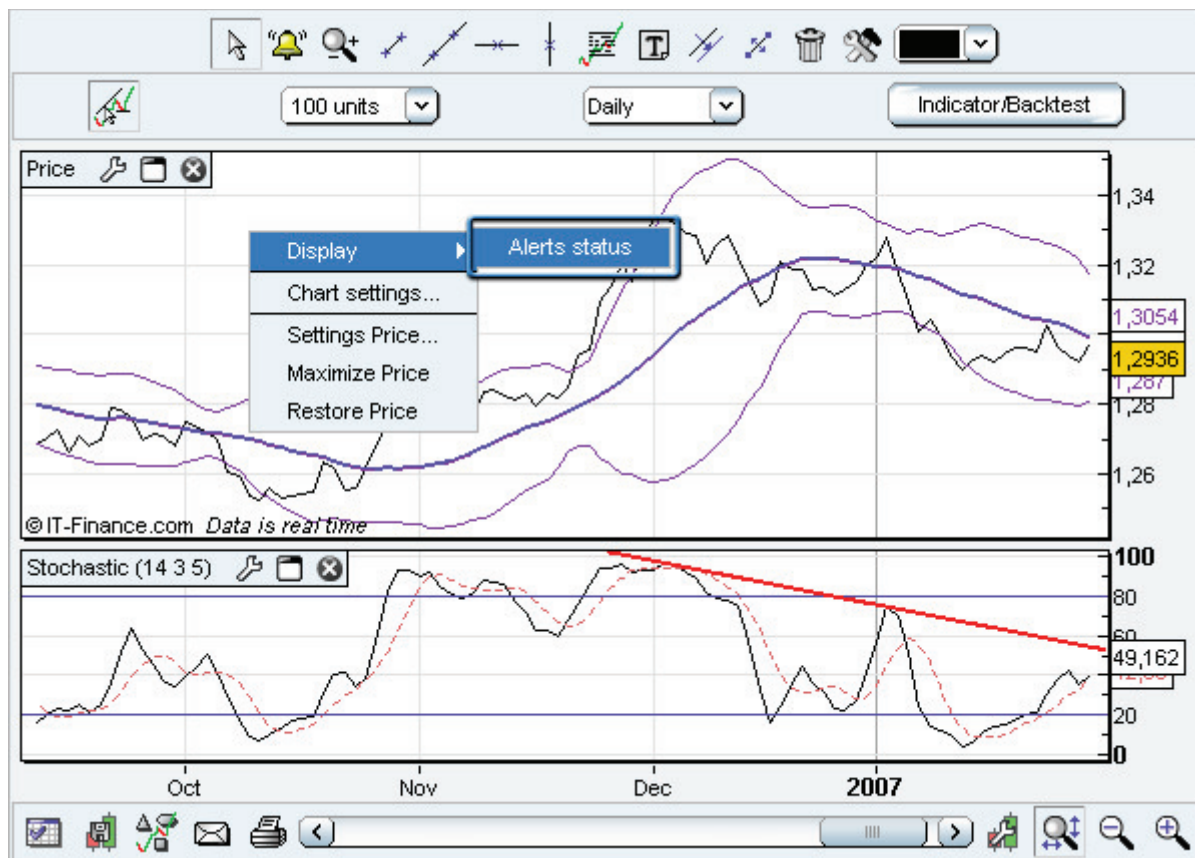 100 units
Daily
Indicator/Backtest
Price
Display
Alerts status
Chart settings...
Settings Price...
Maximize Price
Restore Price
1,34
1,32
1,3054
1,2936
1,287
1,28
1,26
© IT-Finance.com Data is real time
Stochastic (14 3 5)
100
80
60
49,162
20
0
Oct
Nov
Dec
2007